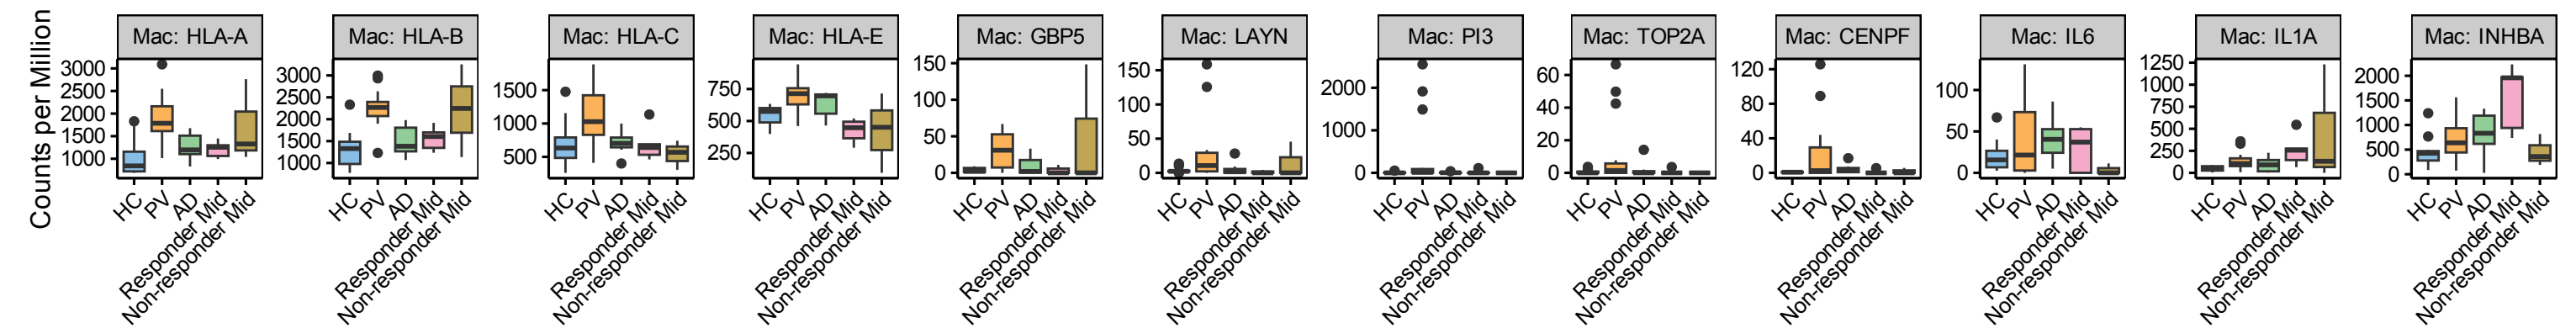 Counts per Million
Mac: HLA-A
3000
2500
2000
1500
1000
HC
PV
AD
Responder Mid
Non-responder Mid
Mac: HLA-B
3000
2500
2000
1500
1000
HC
PV
AD
Responder Mid
Non-responder Mid
Mac: HLA-C
1500
1000
500
HC
PV
AD
Responder Mid
Non-responder Mid
Mac: HLA-E
750
500
250
HC
PV
AD
Responder Mid
Non-responder Mid
Mac: GBP5
150
100
50
0
HC
PV
AD
Responder Mid
Non-responder Mid
Mac: LAYN
150
100
50
0
HC
PV
AD
Responder Mid
Non-responder Mid
Mac: PI3
2000
1000
0
HC
PV
AD
Responder Mid
Non-responder Mid
Mac: TOP2A
60
40
20
0
HC
PV
AD
Responder Mid
Non-responder Mid
Mac: CENPF
120
80
40
0
HC
PV
AD
Responder Mid
Non-responder Mid
Mac: IL6
100
50
0
HC
PV
AD
Responder Mid
Non-responder Mid
Mac: IL1A
1250
1000
750
500
250
0
HC
PV
AD
Responder Mid
Non-responder Mid
Mac: INHBA
2000
1500
1000
500
0
HC
PV
AD
Responder Mid
Non-responder Mid